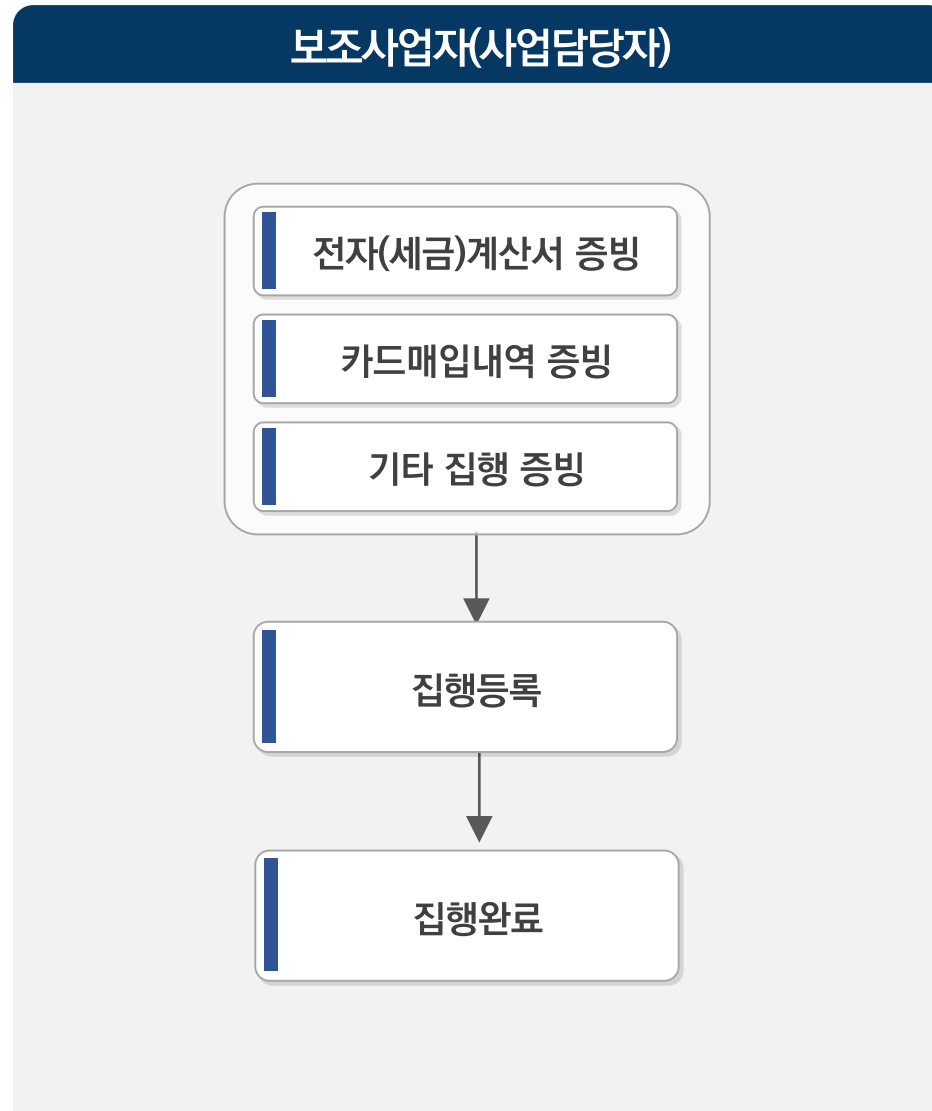 보조사업자(사업담당자)
전자(세금)계산서 증빙
카드매입내역 증빙
기타 집행 증빙
집행등록
집행완료